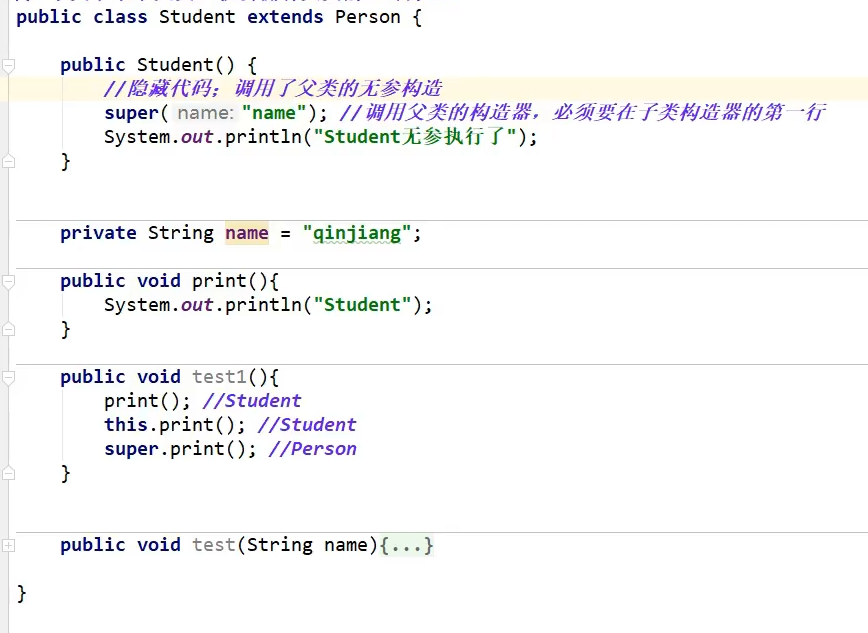 public class Student extends Person {
public Student() {
//隐藏代码；调用了父类的无参构造
super( name: "name"); //调用父类的构造器，必须要在子类构造器的第一行
System.out.println("Student无参执行了");
}
private String name = "qinjiang";
public void print(){
System.out.println("Student");
}
public void test1(){
print(); //Student
this.print(); //Student
super.print(); //Person
}
public void test(String name){...}
}